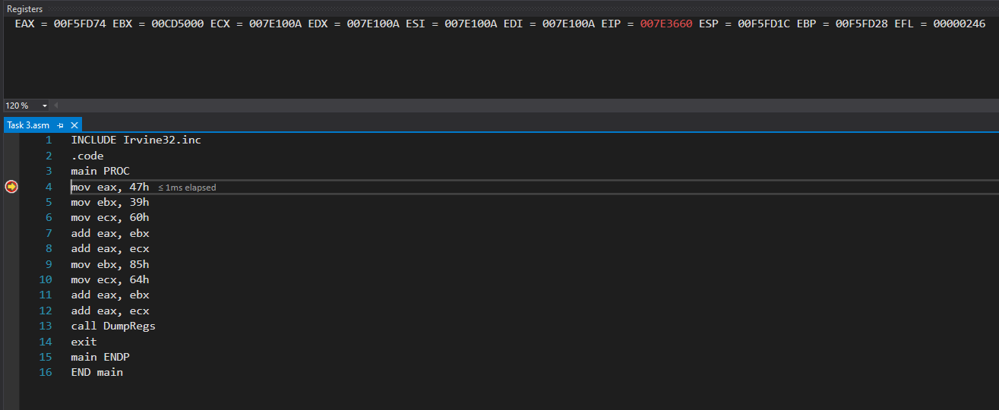 Registers
EAX = 00F5FD74 EBX = 00CD5000 ECX = 007E100A EDX = 007E100A ESI = 007E100A EDI = 007E100A EIP = 007E3660 ESP = 00F5FD1C EBP = 00F5FD28 EFL = 00000246
120 %
Task 3.asm
1 INCLUDE Irvine32.inc
2 .code
3 main PROC
4 mov eax, 47h ≤ 1ms elapsed
5 mov ebx, 39h
6 mov ecx, 60h
7 add eax, ebx
8 add eax, ecx
9 mov ebx, 85h
10 mov ecx, 64h
11 add eax, ebx
12 add eax, ecx
13 call DumpRegs
14 exit
15 main ENDP
16 END main